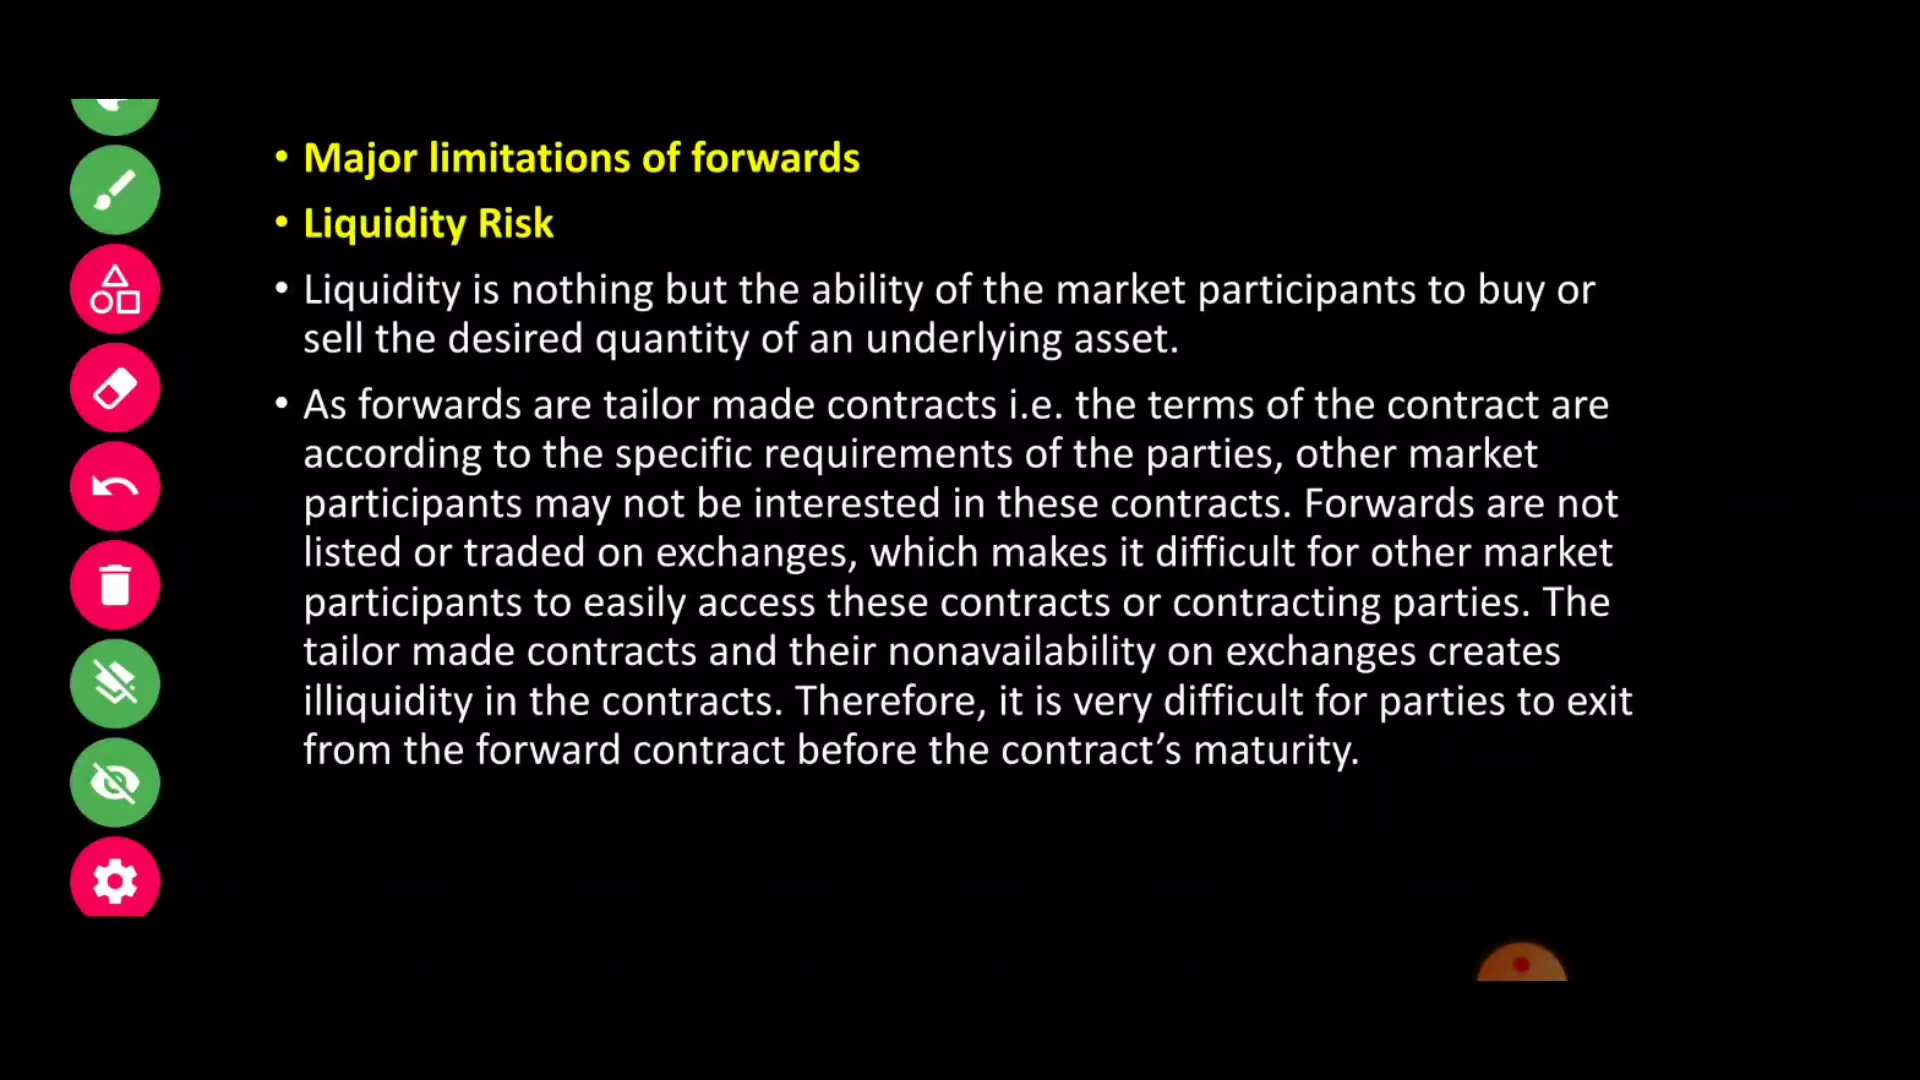 • Major limitations of forwards
• Liquidity Risk
• Liquidity is nothing but the ability of the market participants to buy or
sell the desired quantity of an underlying asset.
• As forwards are tailor made contracts i.e. the terms of the contract are
according to the specific requirements of the parties, other market
participants may not be interested in these contracts. Forwards are not
listed or traded on exchanges, which makes it difficult for other market
participants to easily access these contracts or contracting parties. The
tailor made contracts and their nonavailability on exchanges creates
illiquidity in the contracts. Therefore, it is very difficult for parties to exit
from the forward contract before the contract’s maturity.